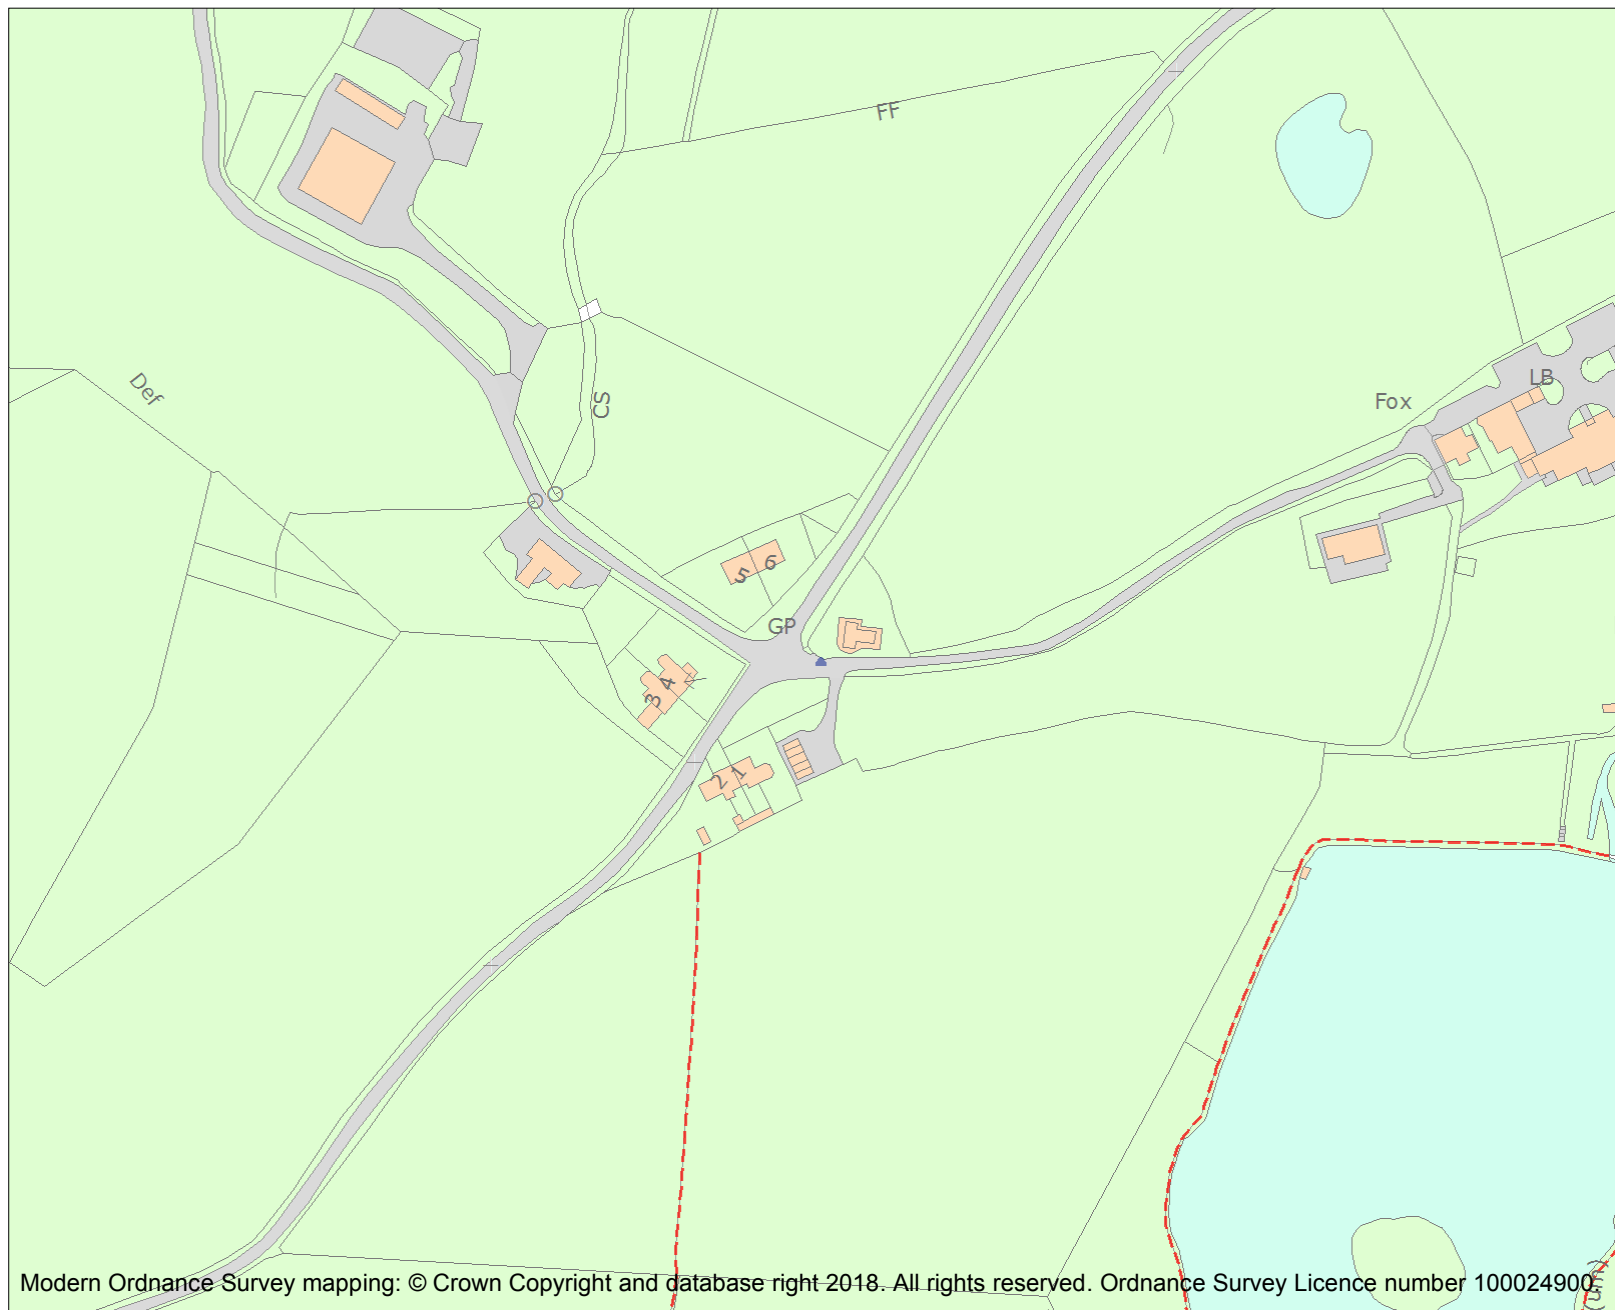 FF
Def
CS
LB
Fox
5 6
GP
3 4
2 1
Modern Ordnance Survey mapping: © Crown Copyright and database right 2018. All rights reserved. Ordnance Survey Licence number 100024900.